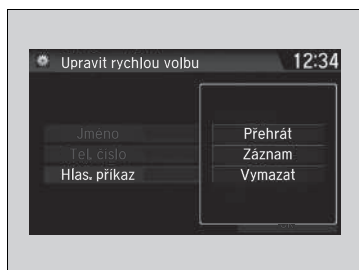 Upravit rychlou volbu 12:34
Jméno
Tel. číslo
Hlas. příkaz
Přehrát
Záznam
Vymazat